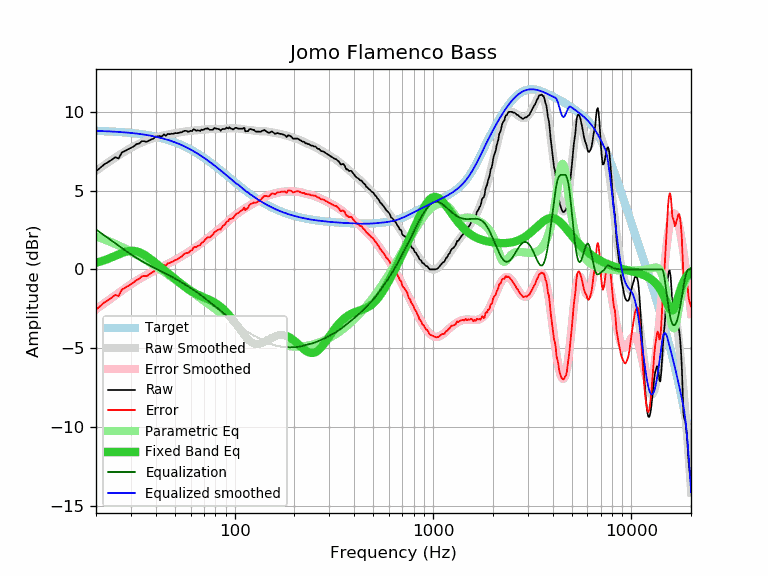 Jomo Flamenco Bass
Amplitude (dBr)
10
5
0
−5
−10
−15
Target
Raw Smoothed
Error Smoothed
Raw
Error
Parametric Eq
Fixed Band Eq
Equalization
Equalized smoothed
100
1000
10000
Frequency (Hz)